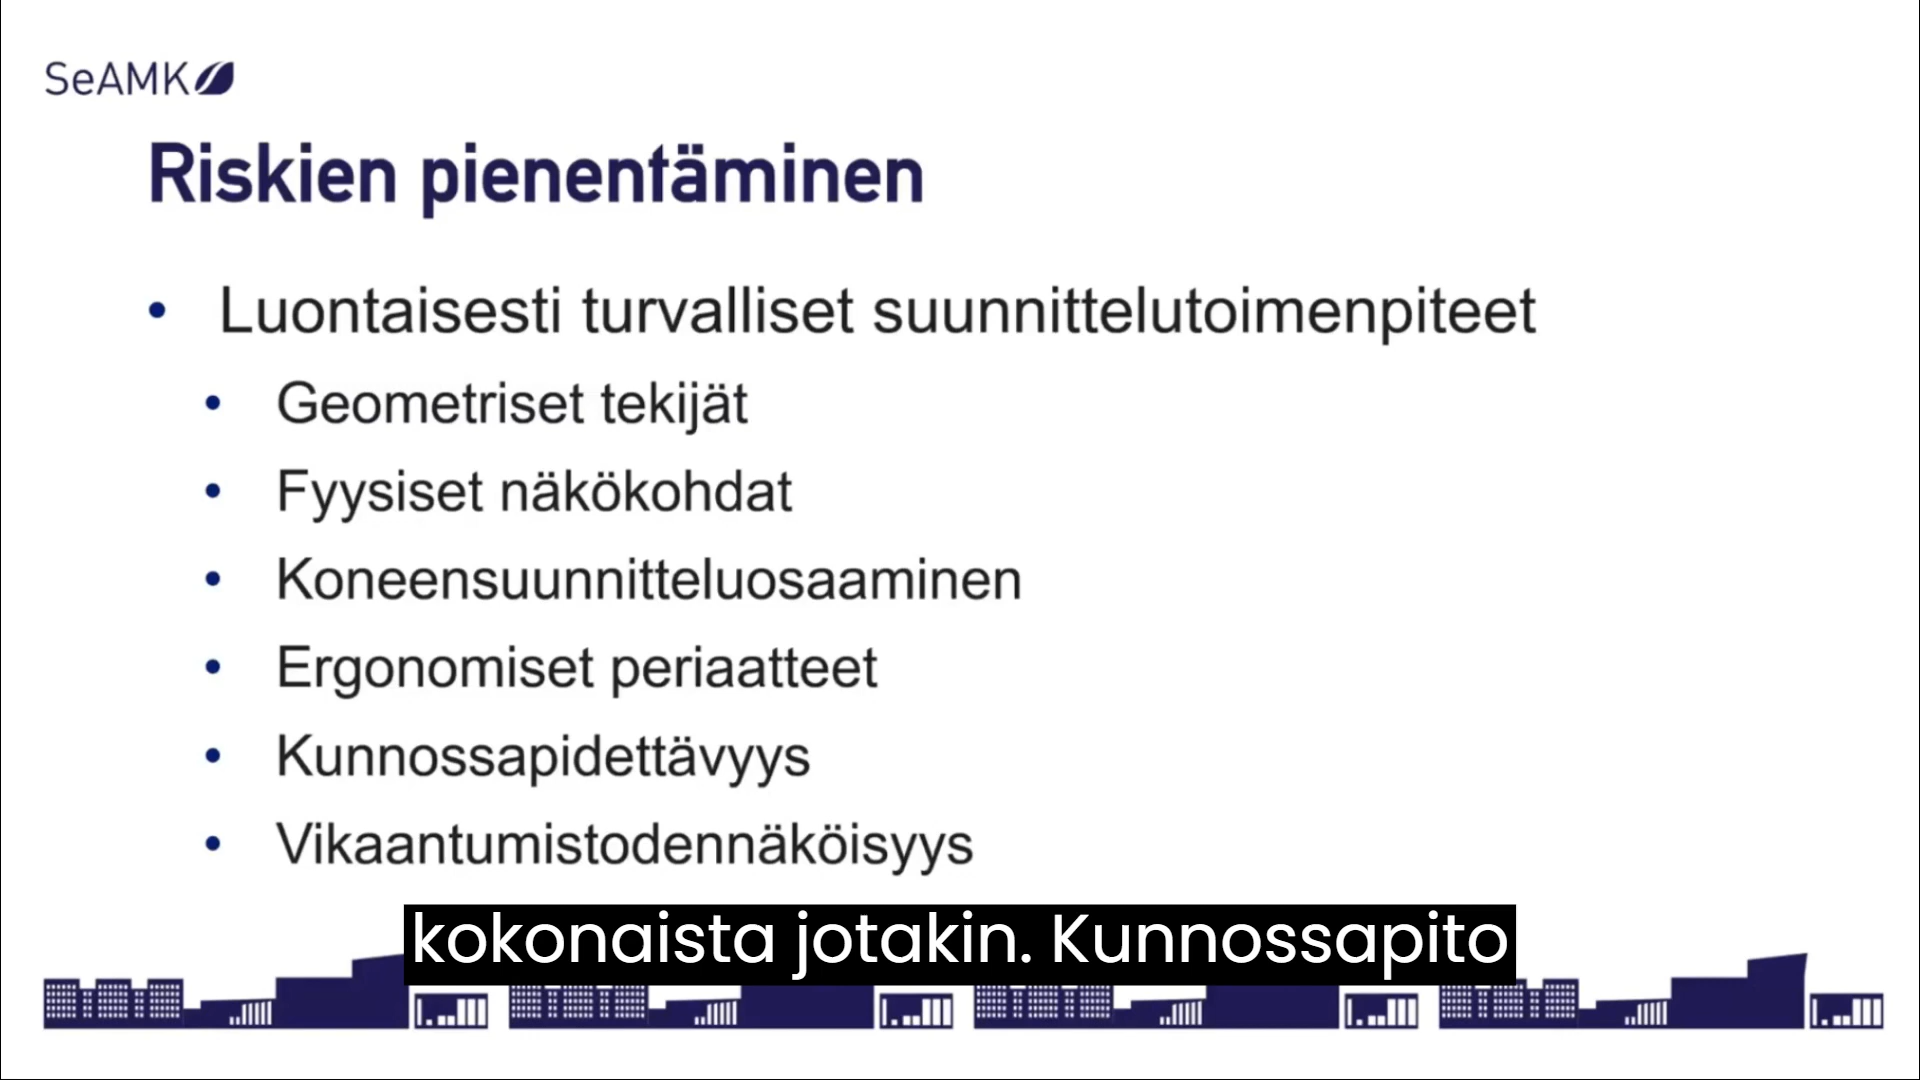 SeAMK
Riskien pienentäminen
• Luontaisesti turvalliset suunnittelutoimenpiteet
• Geometriset tekijät
• Fyysiset näkökohdat
• Koneensuunnitteluosaaminen
• Ergonomiset periaatteet
• Kunnossapidettävyys
• Vikaantumistodennäköisyys
kokonaista jotakin. Kunnossapito